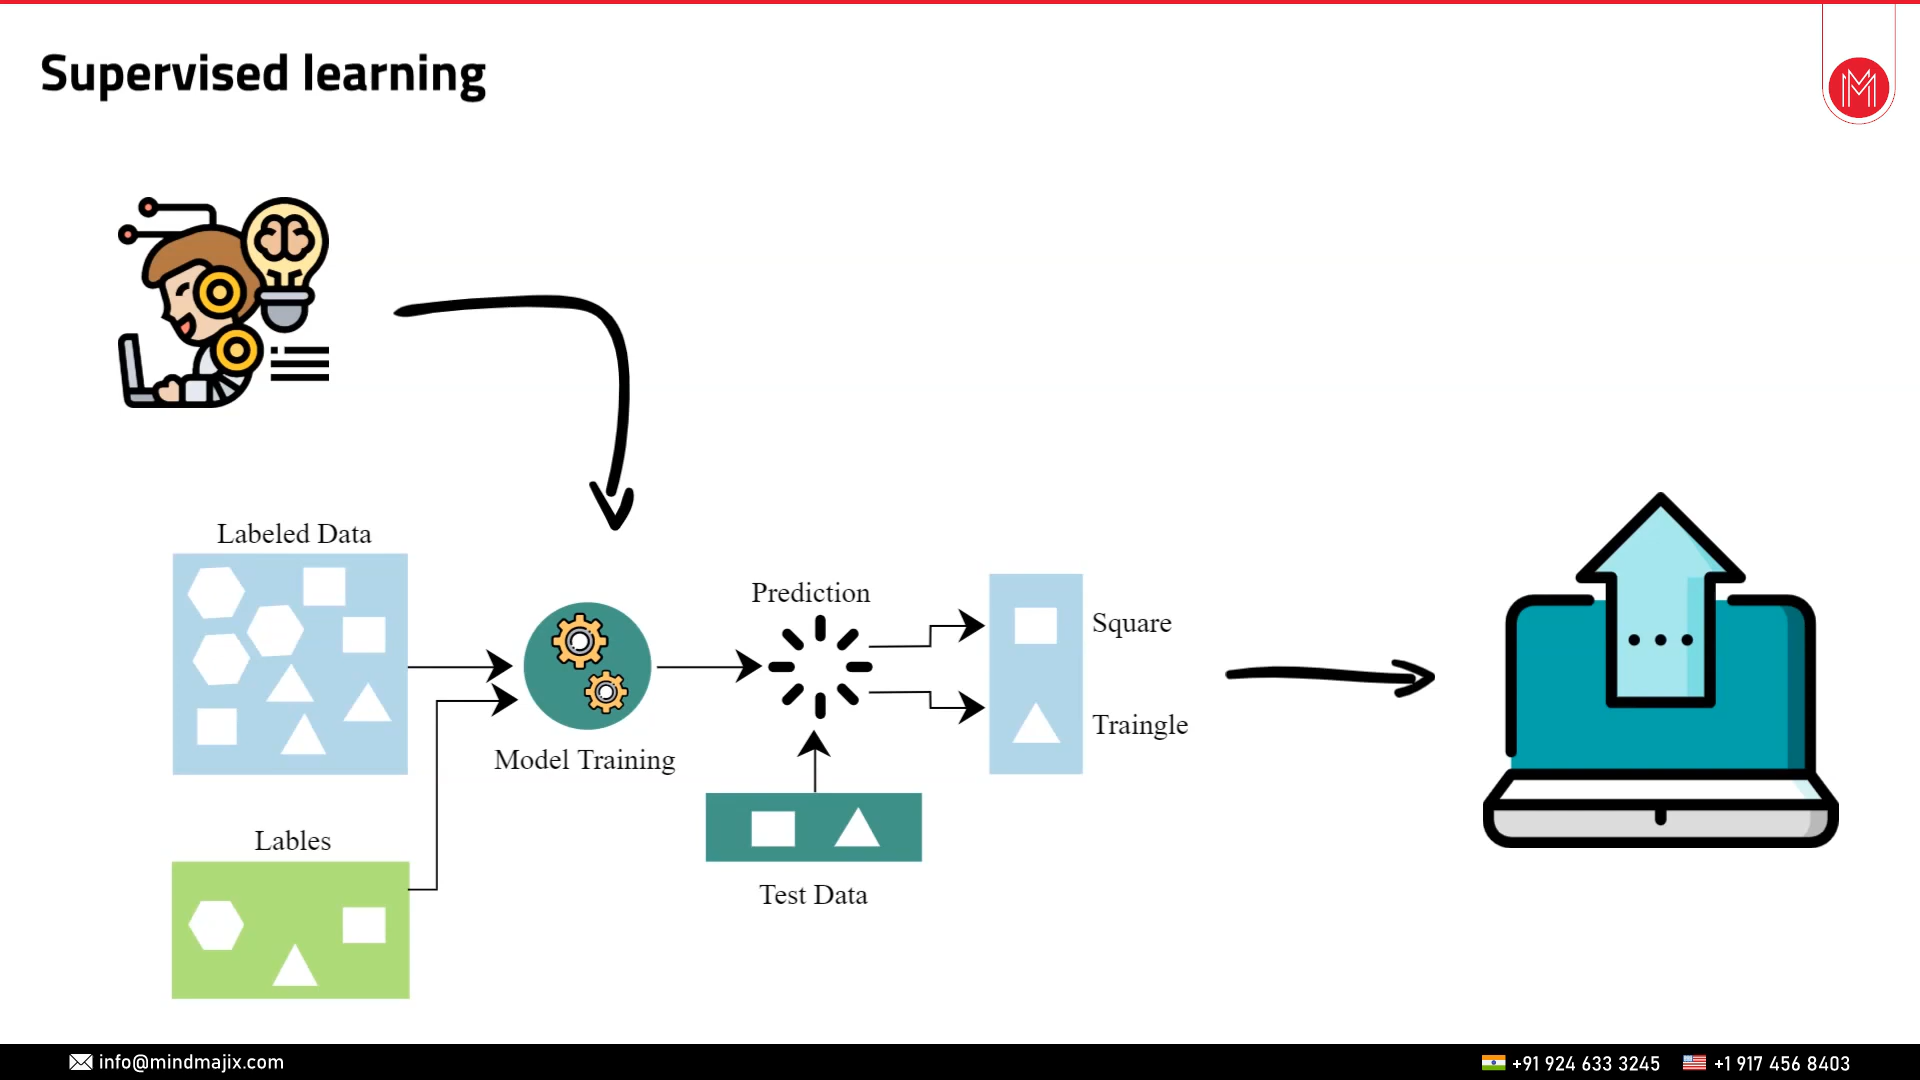 Supervised learning
Labeled Data
Prediction
Square
Traingle
Model Training
Lables
Test Data
info@mindmajix.com
+91 924 633 3245
+1 917 456 8403